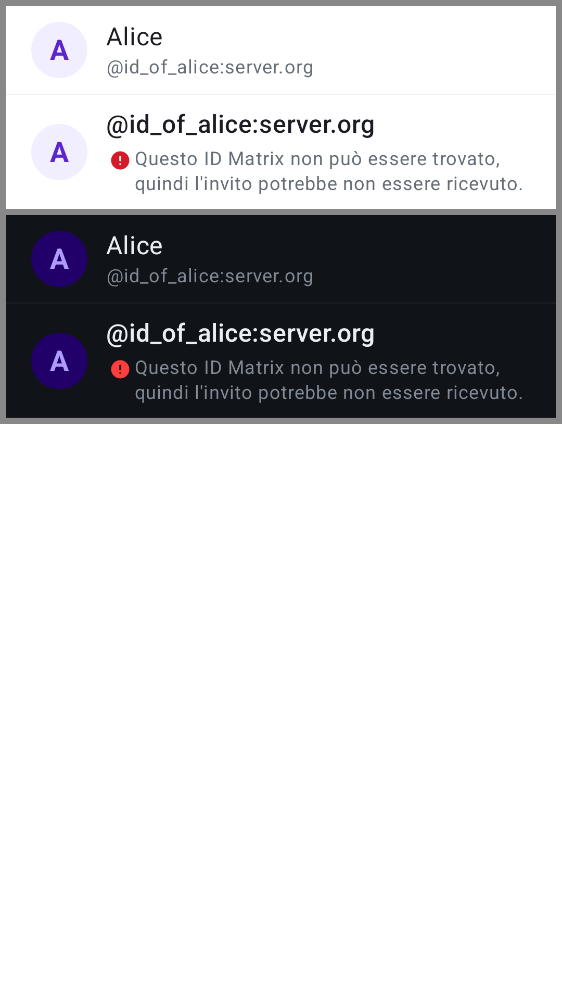 A
Alice
@id_of_alice:server.org
A
@id_of_alice:server.org
Questo ID Matrix non può essere trovato,
quindi l'invito potrebbe non essere ricevuto.
A
Alice
@id_of_alice:server.org
A
@id_of_alice:server.org
Questo ID Matrix non può essere trovato,
quindi l'invito potrebbe non essere ricevuto.